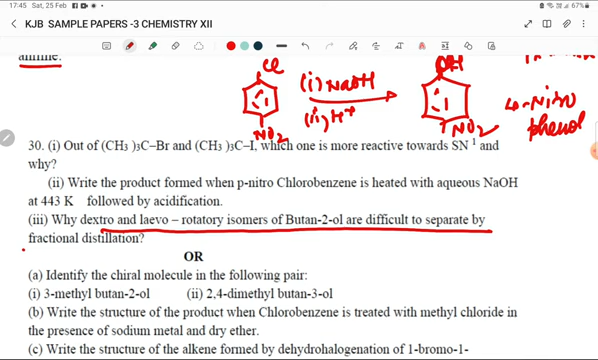 17:45 Sat, 25 Feb
67%
KJB SAMPLE PAPERS -3 CHEMISTRY XII
aniline.
Cl
(i) NaOH
(ii) H+
OH
NO2
NO2
4-Nitro
phenol
30. (i) Out of (CH3 )3C–Br and (CH3 )3C–I, which one is more reactive towards SN 1 and
why?
(ii) Write the product formed when p-nitro Chlorobenzene is heated with aqueous NaOH
at 443 K followed by acidification.
(iii) Why dextro and laevo – rotatory isomers of Butan-2-ol are difficult to separate by
fractional distillation?
OR
(a) Identify the chiral molecule in the following pair:
(i) 3-methyl butan-2-ol (ii) 2,4-dimethyl butan-3-ol
(b) Write the structure of the product when Chlorobenzene is treated with methyl chloride in
the presence of sodium metal and dry ether.
(c) Write the structure of the alkene formed by dehydrohalogenation of 1-bromo-1-